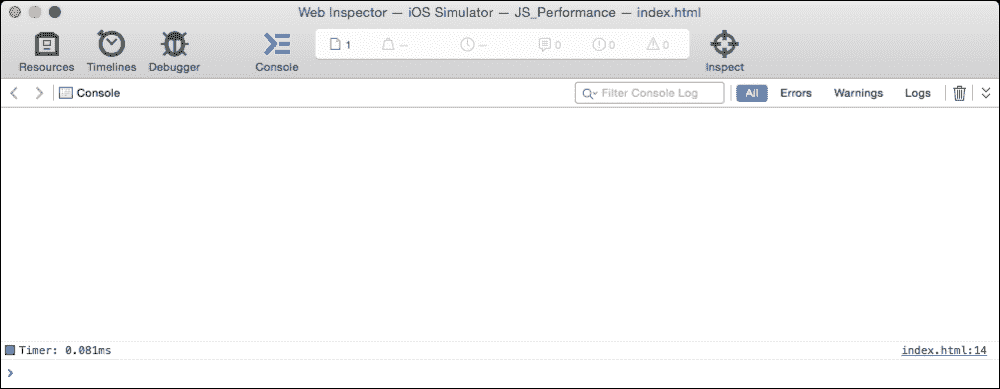 Web Inspector — iOS Simulator — JS_Performance — index.html
Resources Timelines Debugger Console 1 — — 0 0 0 Inspect
Console Filter Console Log All Errors Warnings Logs
Timer: 0.081ms index.html:14